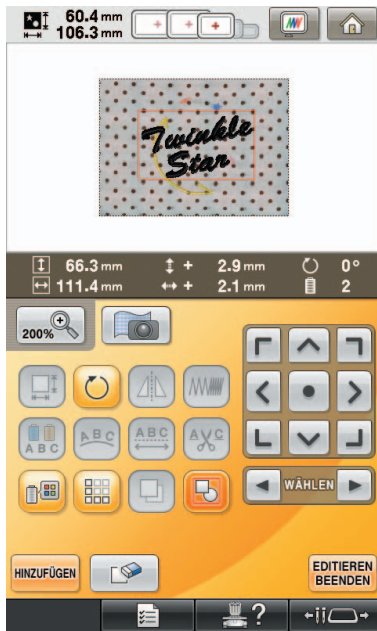 60.4 mm
106.3 mm
Twinkle
Star
66.3 mm + 2.9 mm 0°
111.4 mm + 2.1 mm 2
200%
A B C A B C A B C A C
WÄHLEN
HINZUFÜGEN
EDITIEREN
BEENDEN
?